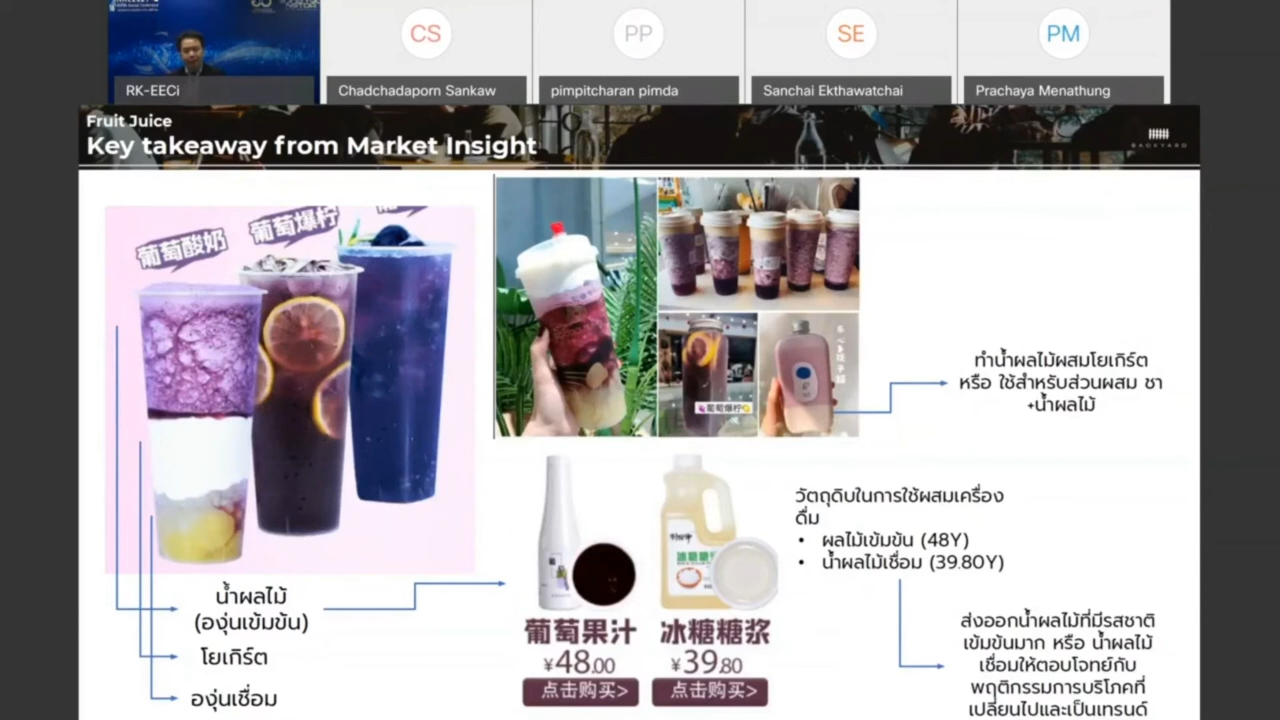 RK-EECi
CS
Chadchadaporn Sankaw
PP
pimpitcharan pimda
SE
Sanchai Ekthawatchai
PM
Prachaya Menathung
Fruit Juice
Key takeaway from Market Insight
BACKYARD
葡萄酸奶
葡萄爆柠
葡萄爆柠
ทำน้ำผลไม้ผสมโยเกิร์ต
หรือ ใช้สำหรับส่วนผสม ชา
+น้ำผลไม้
น้ำผลไม้
(องุ่นเข้มข้น)
โยเกิร์ต
องุ่นเชื่อม
葡萄果汁
¥48.00
点击购买>
冰糖糖浆
¥39.80
点击购买>
วัตถุดิบในการใช้ผสมเครื่อง
ดื่ม
• ผลไม้เข้มข้น (48Y)
• น้ำผลไม้เชื่อม (39.80Y)
ส่งออกน้ำผลไม้ที่มีรสชาติ
เข้มข้นมาก หรือ น้ำผลไม้
เชื่อมให้ตอบโจทย์กับ
พฤติกรรมการบริโภคที่
เปลี่ยนไปและเป็นเทรนด์